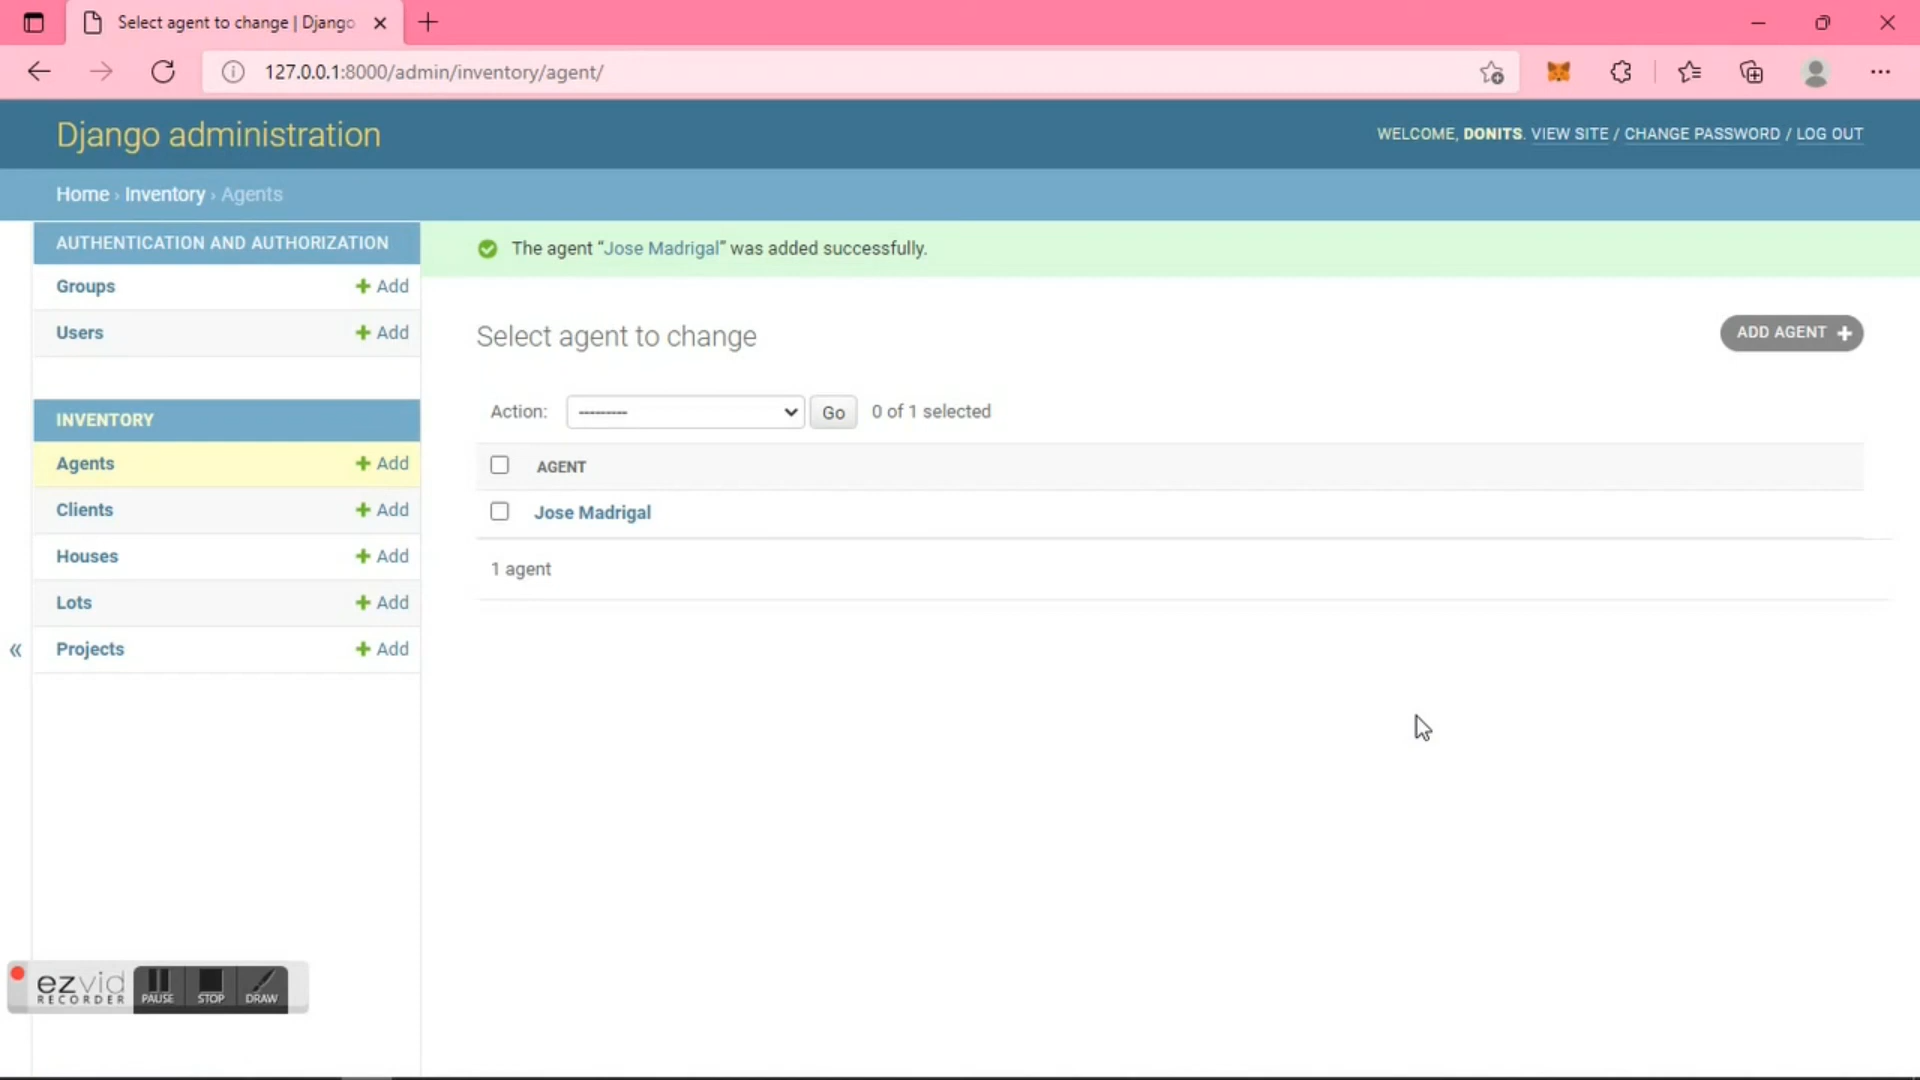 Select agent to change | Django
127.0.0.1:8000/admin/inventory/agent/
Django administration
WELCOME, DONITS. VIEW SITE / CHANGE PASSWORD / LOG OUT
Home › Inventory › Agents
AUTHENTICATION AND AUTHORIZATION
Groups + Add
Users + Add
INVENTORY
Agents + Add
Clients + Add
Houses + Add
Lots + Add
Projects + Add
«
The agent “Jose Madrigal” was added successfully.
Select agent to change
ADD AGENT +
Action: --------- Go 0 of 1 selected
AGENT
Jose Madrigal
1 agent
ezvid
RECORDER
PAUSE STOP DRAW